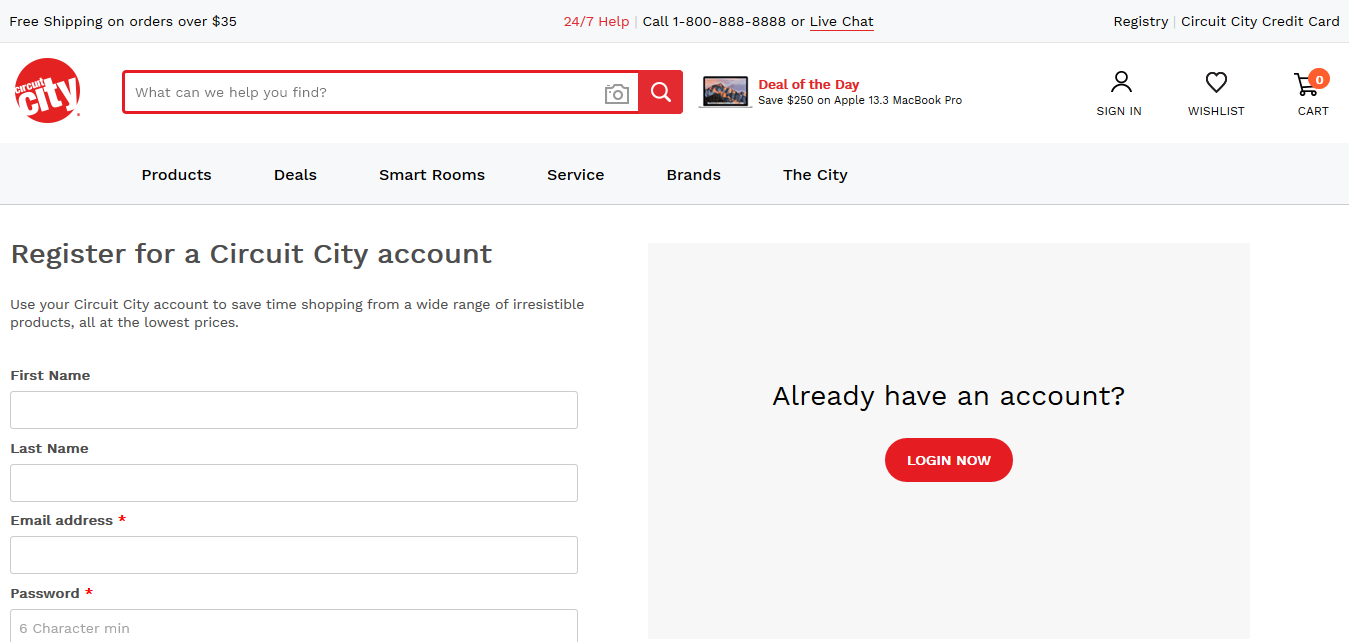 Free Shipping on orders over $35
24/7 Help | Call 1-800-888-8888 or Live Chat
Registry | Circuit City Credit Card
circuit
city
What can we help you find?
Deal of the Day
Save $250 on Apple 13.3 MacBook Pro
SIGN IN
WISHLIST
0
CART
Products
Deals
Smart Rooms
Service
Brands
The City
Register for a Circuit City account
Use your Circuit City account to save time shopping from a wide range of irresistible
products, all at the lowest prices.
First Name
Last Name
Email address *
Password *
6 Character min
Already have an account?
LOGIN NOW